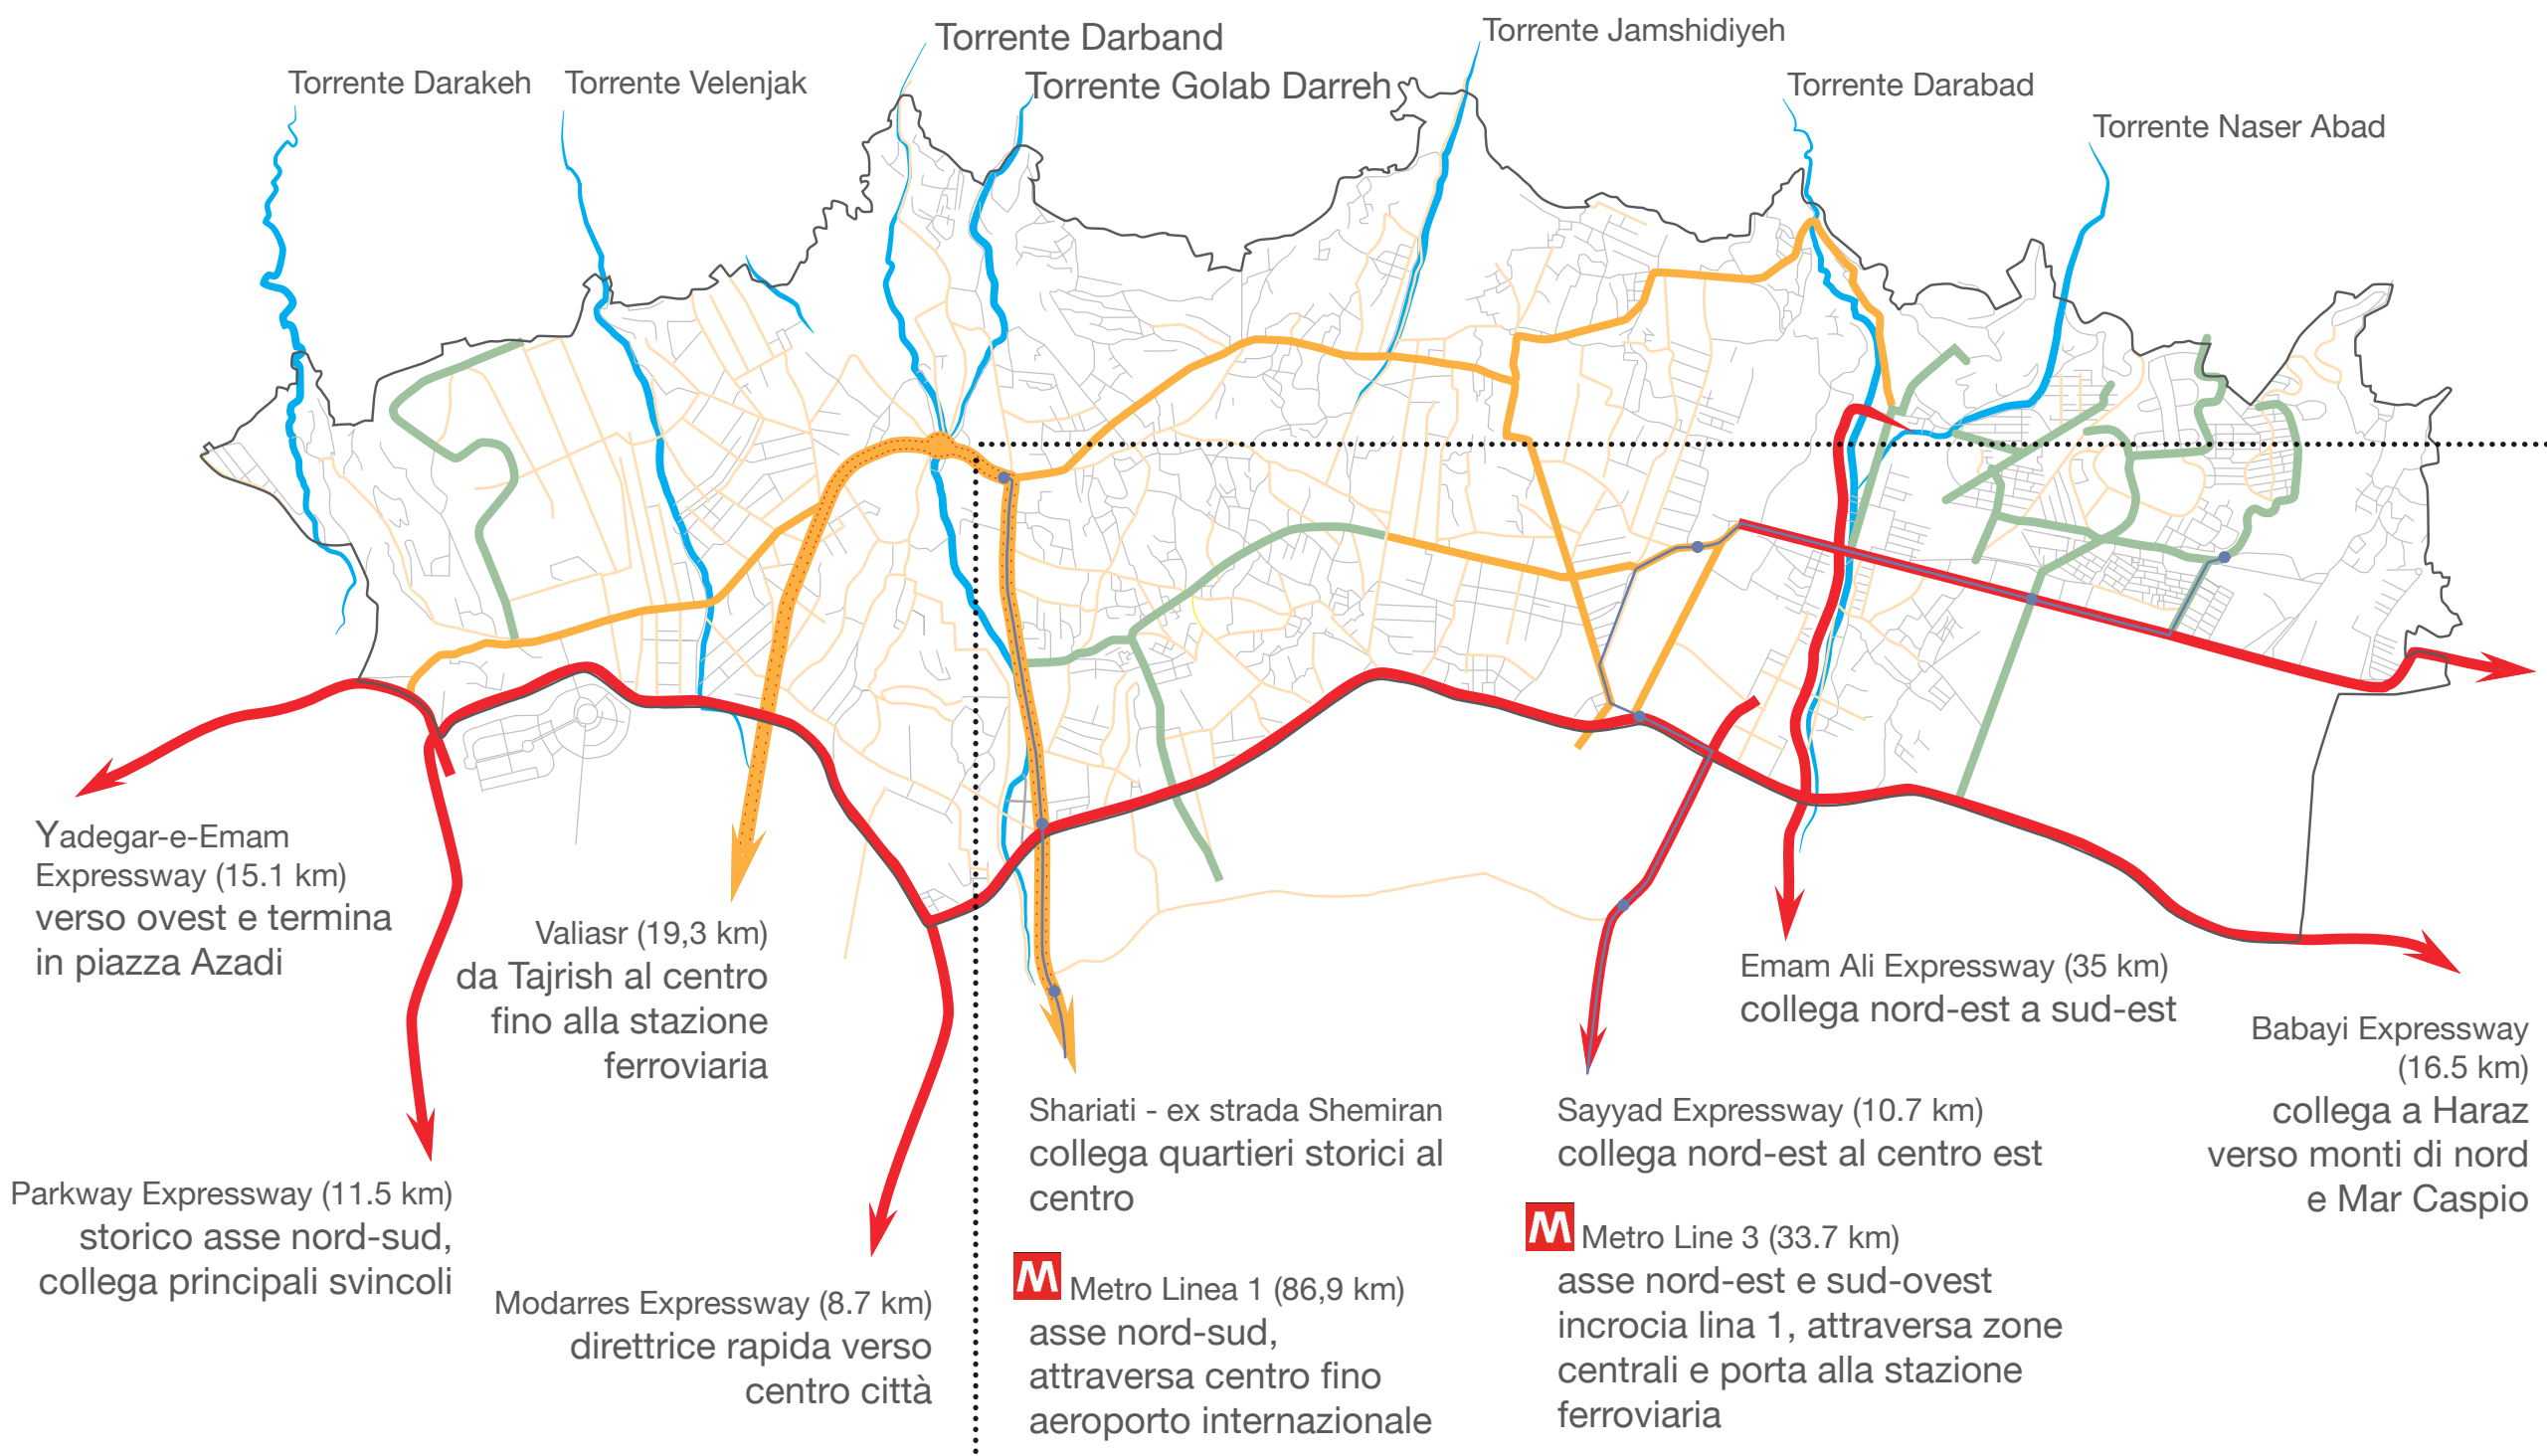 Torrente Darakeh
Torrente Velenjak
Torrente Darband
Torrente Golab Darreh
Torrente Jamshidiyeh
Torrente Darabad
Torrente Naser Abad
Yadegar-e-Emam
Expressway (15.1 km)
verso ovest e termina
in piazza Azadi
Parkway Expressway (11.5 km)
storico asse nord-sud,
collega principali svincoli
Valiasr (19,3 km)
da Tajrish al centro
fino alla stazione
ferroviaria
Modarres Expressway (8.7 km)
direttrice rapida verso
centro città
Shariati - ex strada Shemiran
collega quartieri storici al
centro
M Metro Linea 1 (86,9 km)
asse nord-sud,
attraversa centro fino
aeroporto internazionale
Sayyad Expressway (10.7 km)
collega nord-est al centro est
M Metro Line 3 (33.7 km)
asse nord-est e sud-ovest
incrocia lina 1, attraversa zone
centrali e porta alla stazione
ferroviaria
Emam Ali Expressway (35 km)
collega nord-est a sud-est
Babayi Expressway
(16.5 km)
collega a Haraz
verso monti di nord
e Mar Caspio